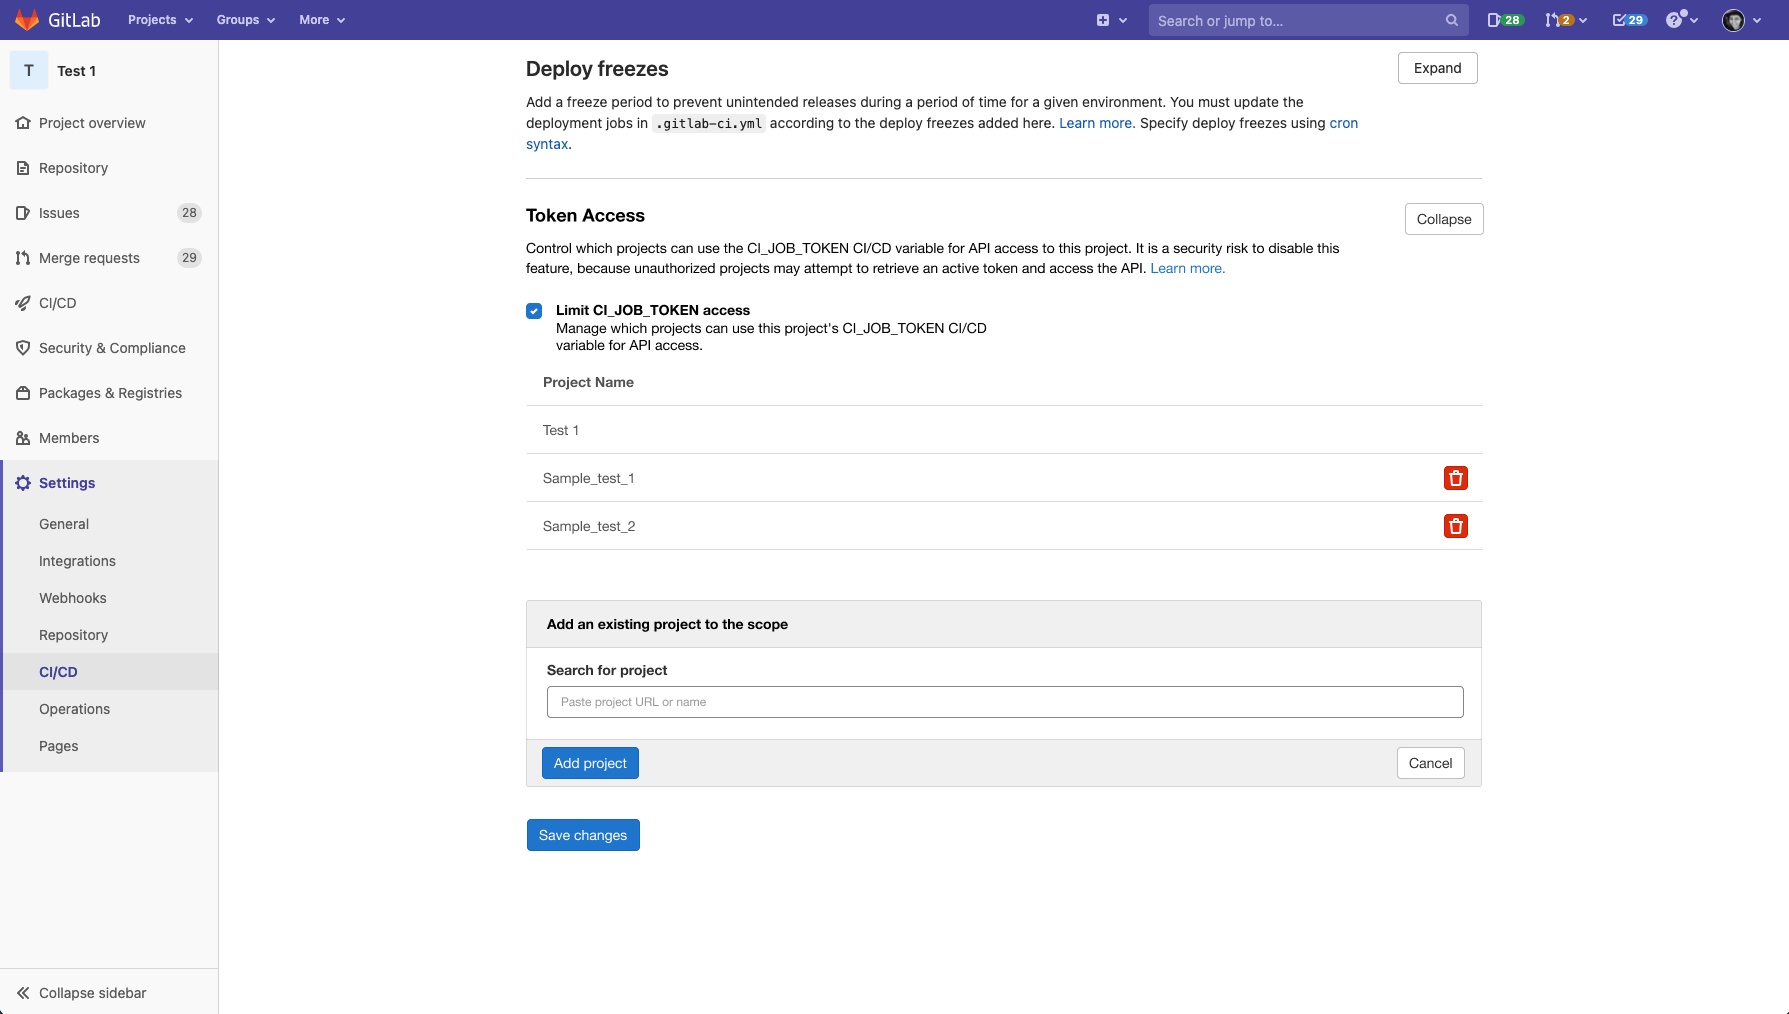 GitLab
Projects
Groups
More
Search or jump to...
28
2
29
T
Test 1
Project overview
Repository
Issues
28
Merge requests
29
CI/CD
Security & Compliance
Packages & Registries
Members
Settings
General
Integrations
Webhooks
Repository
CI/CD
Operations
Pages
Collapse sidebar
Deploy freezes
Expand
Add a freeze period to prevent unintended releases during a period of time for a given environment. You must update the
deployment jobs in .gitlab-ci.yml according to the deploy freezes added here. Learn more. Specify deploy freezes using cron
syntax.
Token Access
Collapse
Control which projects can use the CI_JOB_TOKEN CI/CD variable for API access to this project. It is a security risk to disable this
feature, because unauthorized projects may attempt to retrieve an active token and access the API. Learn more.
Limit CI_JOB_TOKEN access
Manage which projects can use this project's CI_JOB_TOKEN CI/CD
variable for API access.
Project Name
Test 1
Sample_test_1
Sample_test_2
Add an existing project to the scope
Search for project
Paste project URL or name
Add project
Cancel
Save changes